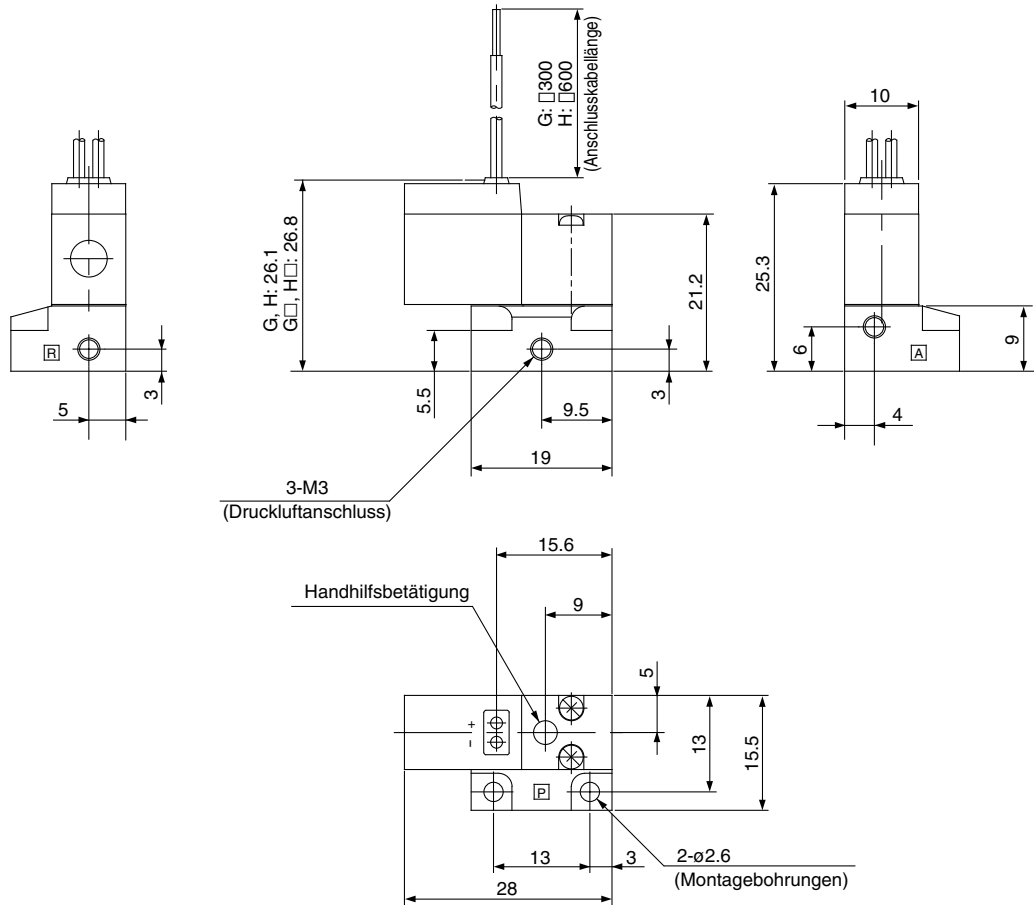 G: □300
H: □600
(Anschlusskabellänge)
10
G, H: 26.1
G□, H□: 26.8
21.2
25.3
R
3
5
5.5
3
9.5
19
6
A
9
4
3-M3
(Druckluftanschluss)
15.6
Handhilfsbetätigung
9
5
+
−
13
15.5
P
13
3
28
2-ø2.6
(Montagebohrungen)